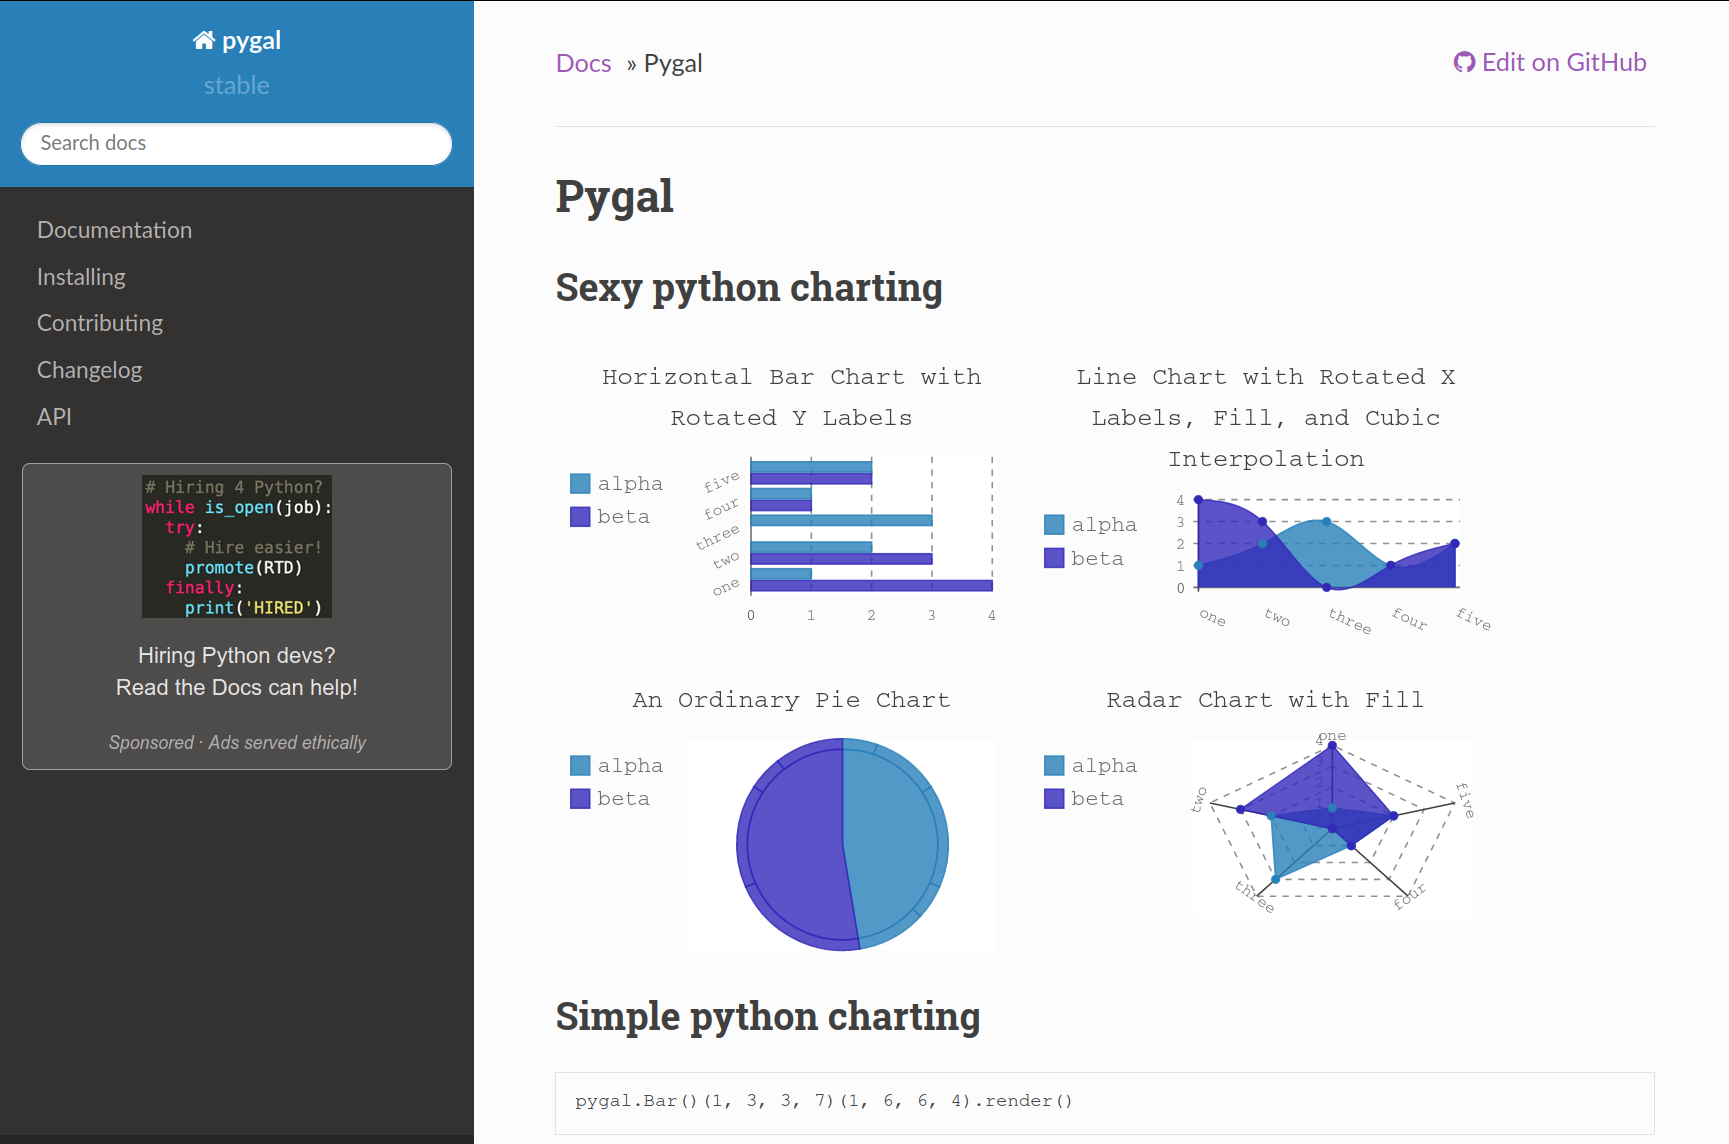 pygal
stable
Search docs
Documentation
Installing
Contributing
Changelog
API
# Hiring 4 Python?
while is_open(job):
try:
# Hire easier!
promote(RTD)
finally:
print('HIRED')
Hiring Python devs?
Read the Docs can help!
Sponsored · Ads served ethically
Docs » Pygal
Edit on GitHub
Pygal
Sexy python charting
Horizontal Bar Chart with
Rotated Y Labels
alpha
beta
five
four
three
two
one
0 1 2 3 4
Line Chart with Rotated X
Labels, Fill, and Cubic
Interpolation
alpha
beta
4
3
2
1
0
one two three four five
An Ordinary Pie Chart
alpha
beta
Radar Chart with Fill
alpha
beta
one
4
3
2
1
two
five
three
four
Simple python charting
pygal.Bar()(1, 3, 3, 7)(1, 6, 6, 4).render()